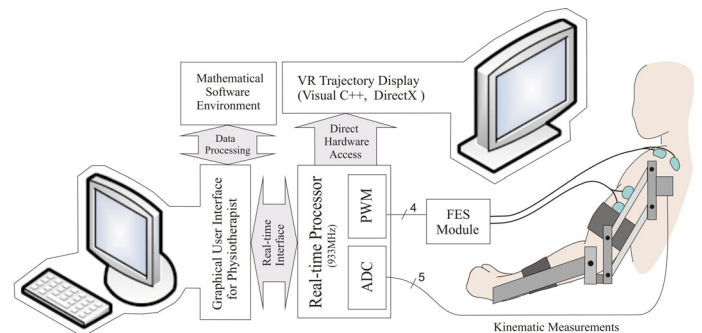 Mathematical
Software
Environment
VR Trajectory Display
(Visual C++, DirectX )
Data
Processing
Direct
Hardware
Access
Graphical User Interface
for Physiotherapist
Real-time
Interface
Real-time Processor
(933MHz)
PWM
ADC
4
5
FES
Module
Kinematic Measurements